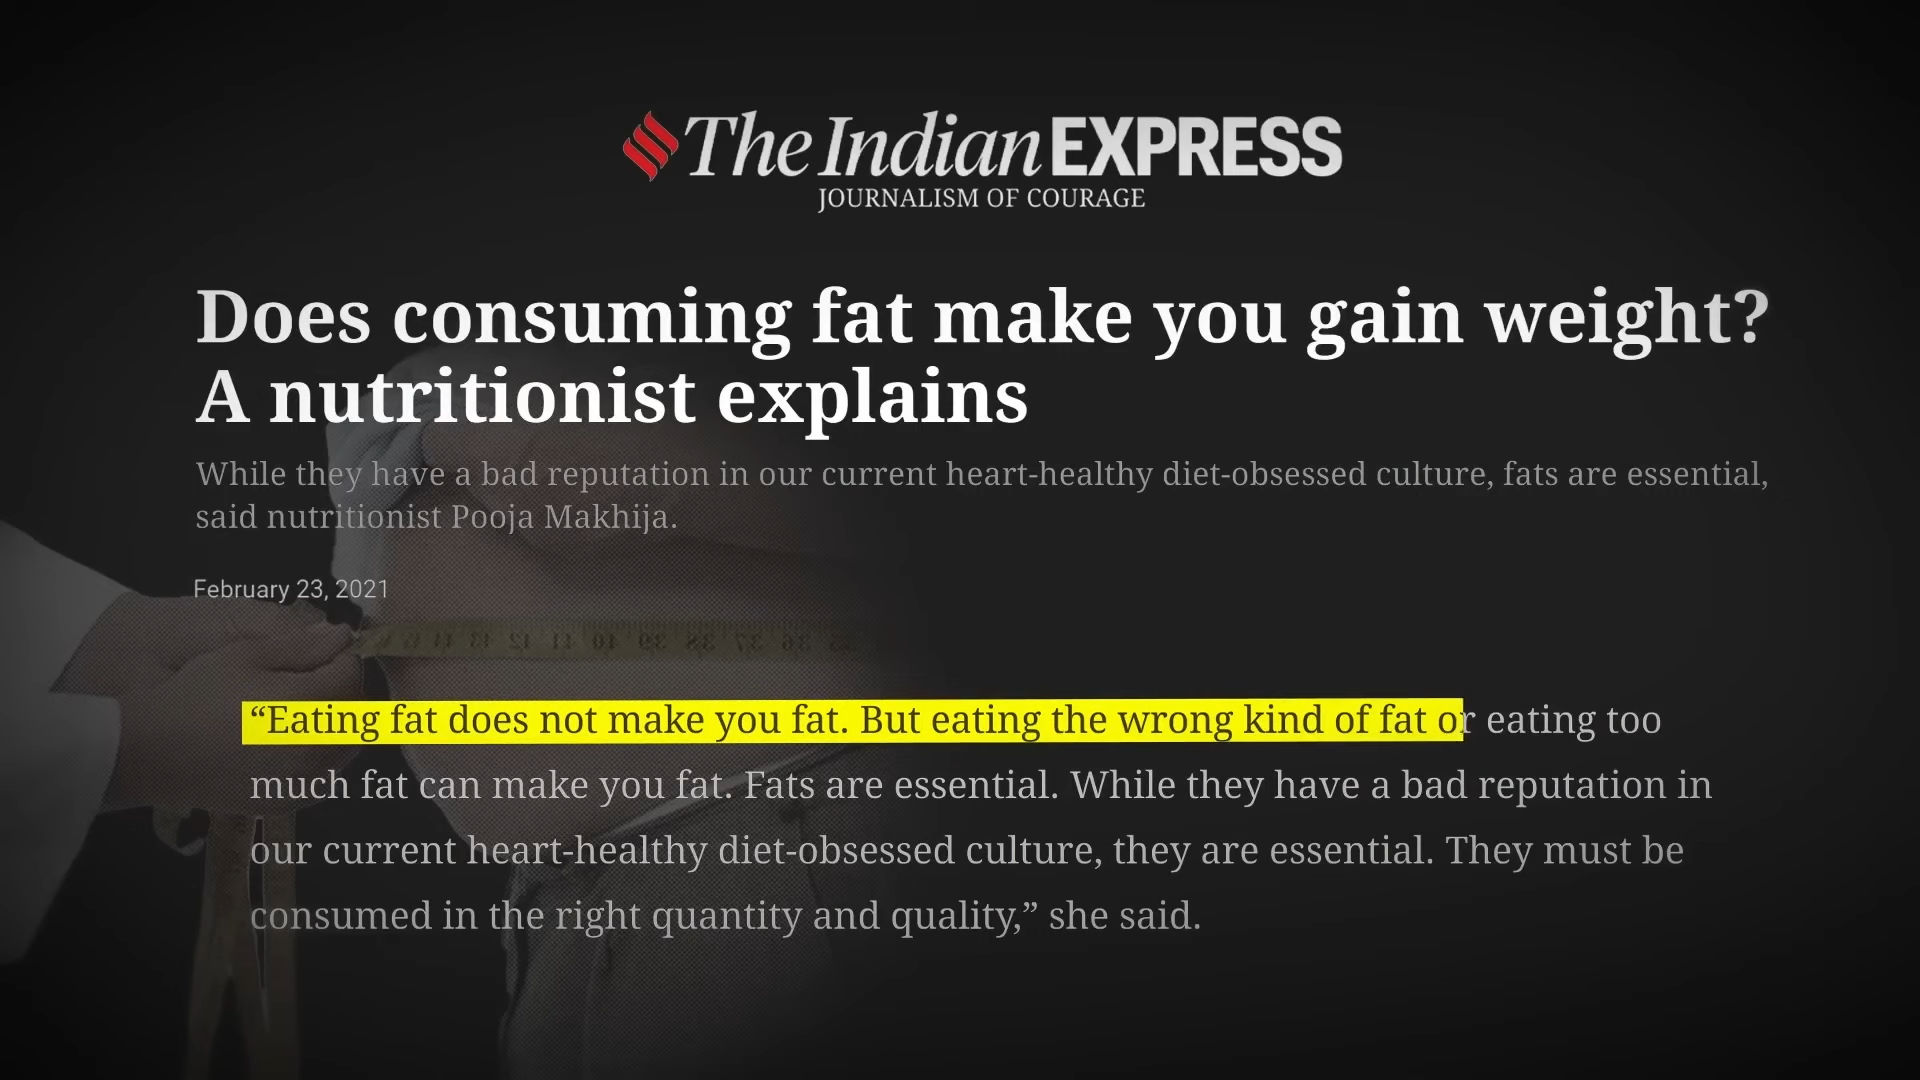 The Indian EXPRESS
JOURNALISM OF COURAGE
Does consuming fat make you gain weight?
A nutritionist explains
While they have a bad reputation in our current heart-healthy diet-obsessed culture, fats are essential,
said nutritionist Pooja Makhija.
February 23, 2021
“Eating fat does not make you fat. But eating the wrong kind of fat or eating too
much fat can make you fat. Fats are essential. While they have a bad reputation in
our current heart-healthy diet-obsessed culture, they are essential. They must be
consumed in the right quantity and quality,” she said.